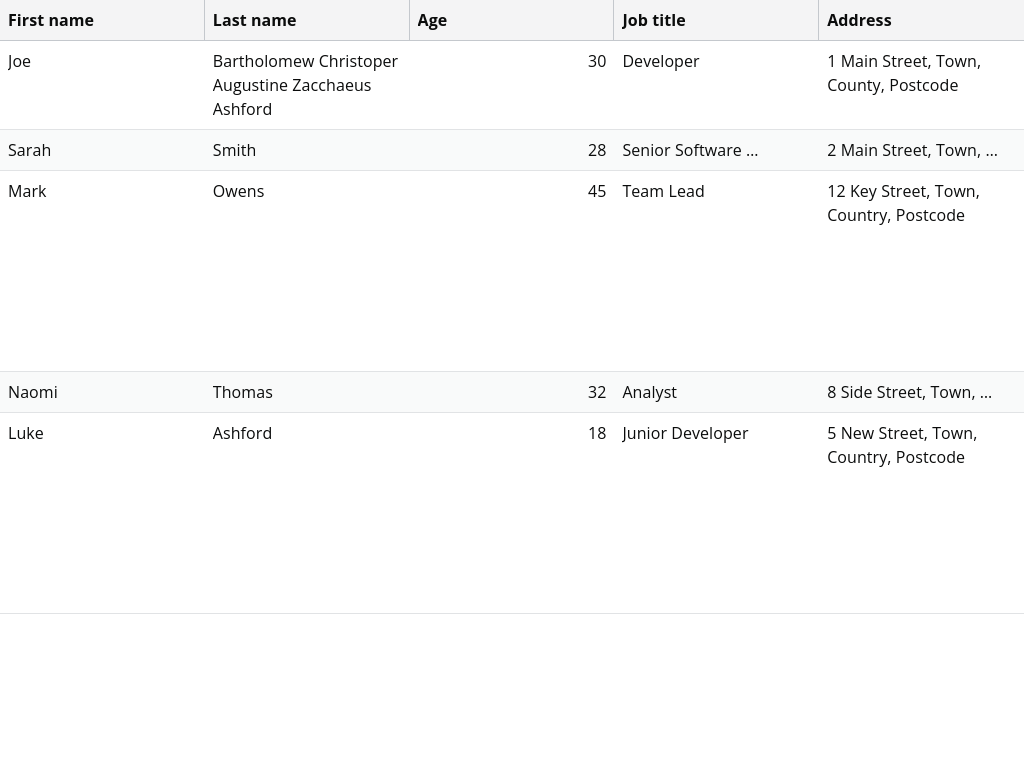 First name Last name Age Job title Address
Joe Bartholomew Christoper 30 Developer 1 Main Street, Town,
Augustine Zacchaeus County, Postcode
Ashford
Sarah Smith 28 Senior Software ... 2 Main Street, Town, ...
Mark Owens 45 Team Lead 12 Key Street, Town,
Country, Postcode
Naomi Thomas 32 Analyst 8 Side Street, Town, ...
Luke Ashford 18 Junior Developer 5 New Street, Town,
Country, Postcode